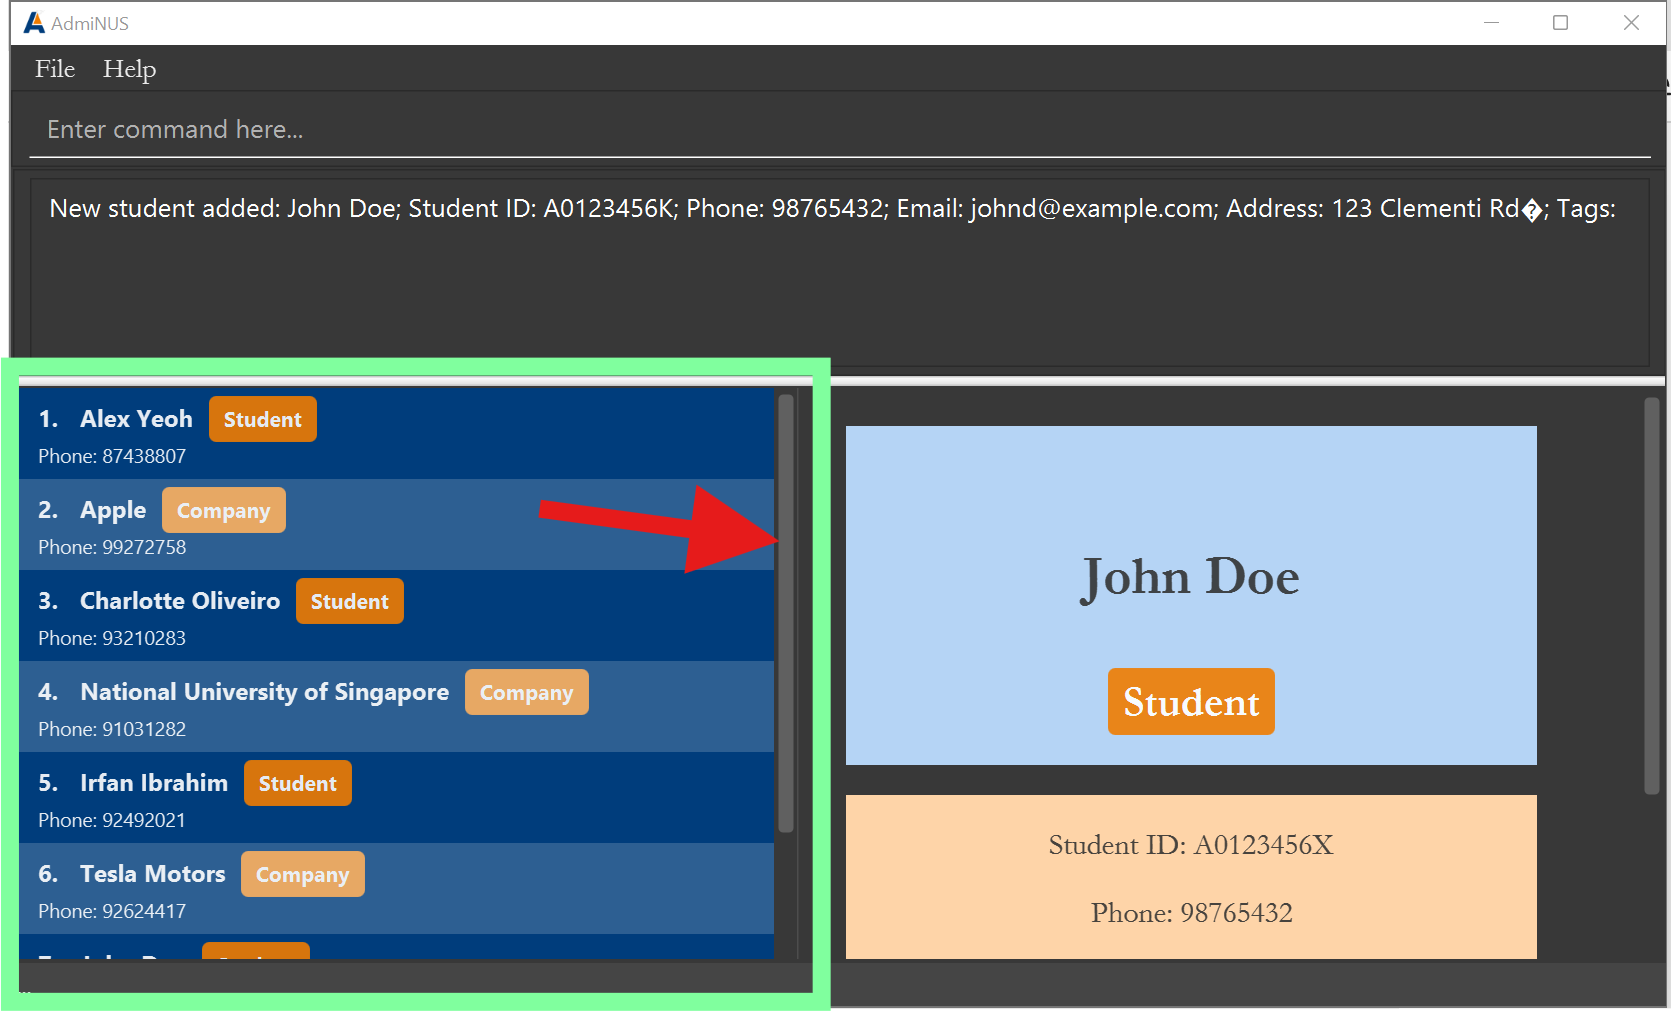 AdmiNUS
File Help
Enter command here...
New student added: John Doe; Student ID: A0123456K; Phone: 98765432; Email: johnd@example.com; Address: 123 Clementi Rd�; Tags:
1. Alex Yeoh Student
Phone: 87438807
2. Apple Company
Phone: 99272758
3. Charlotte Oliveiro Student
Phone: 93210283
4. National University of Singapore Company
Phone: 91031282
5. Irfan Ibrahim Student
Phone: 92492021
6. Tesla Motors Company
Phone: 92624417
John Doe
Student
Student ID: A0123456X
Phone: 98765432